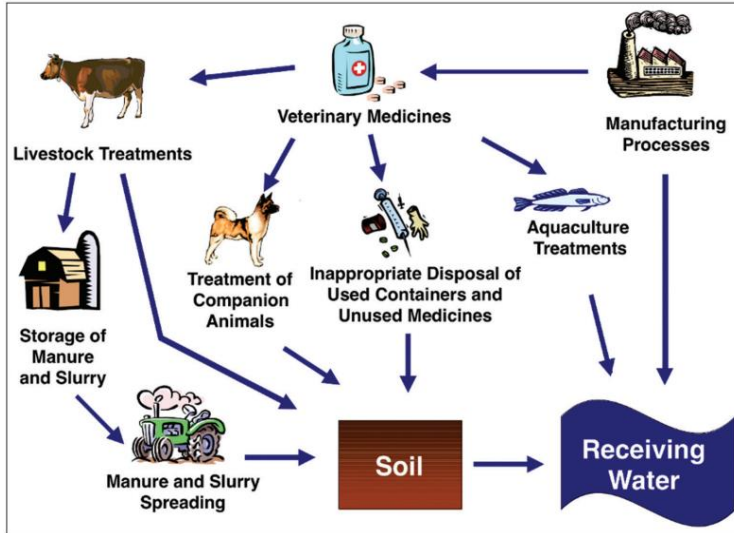 Veterinary Medicines
Manufacturing
Processes
Livestock Treatments
Aquaculture
Treatments
Treatment of
Companion
Animals
Inappropriate Disposal of
Used Containers and
Unused Medicines
Storage of
Manure
and Slurry
Manure and Slurry
Spreading
Soil
Receiving
Water